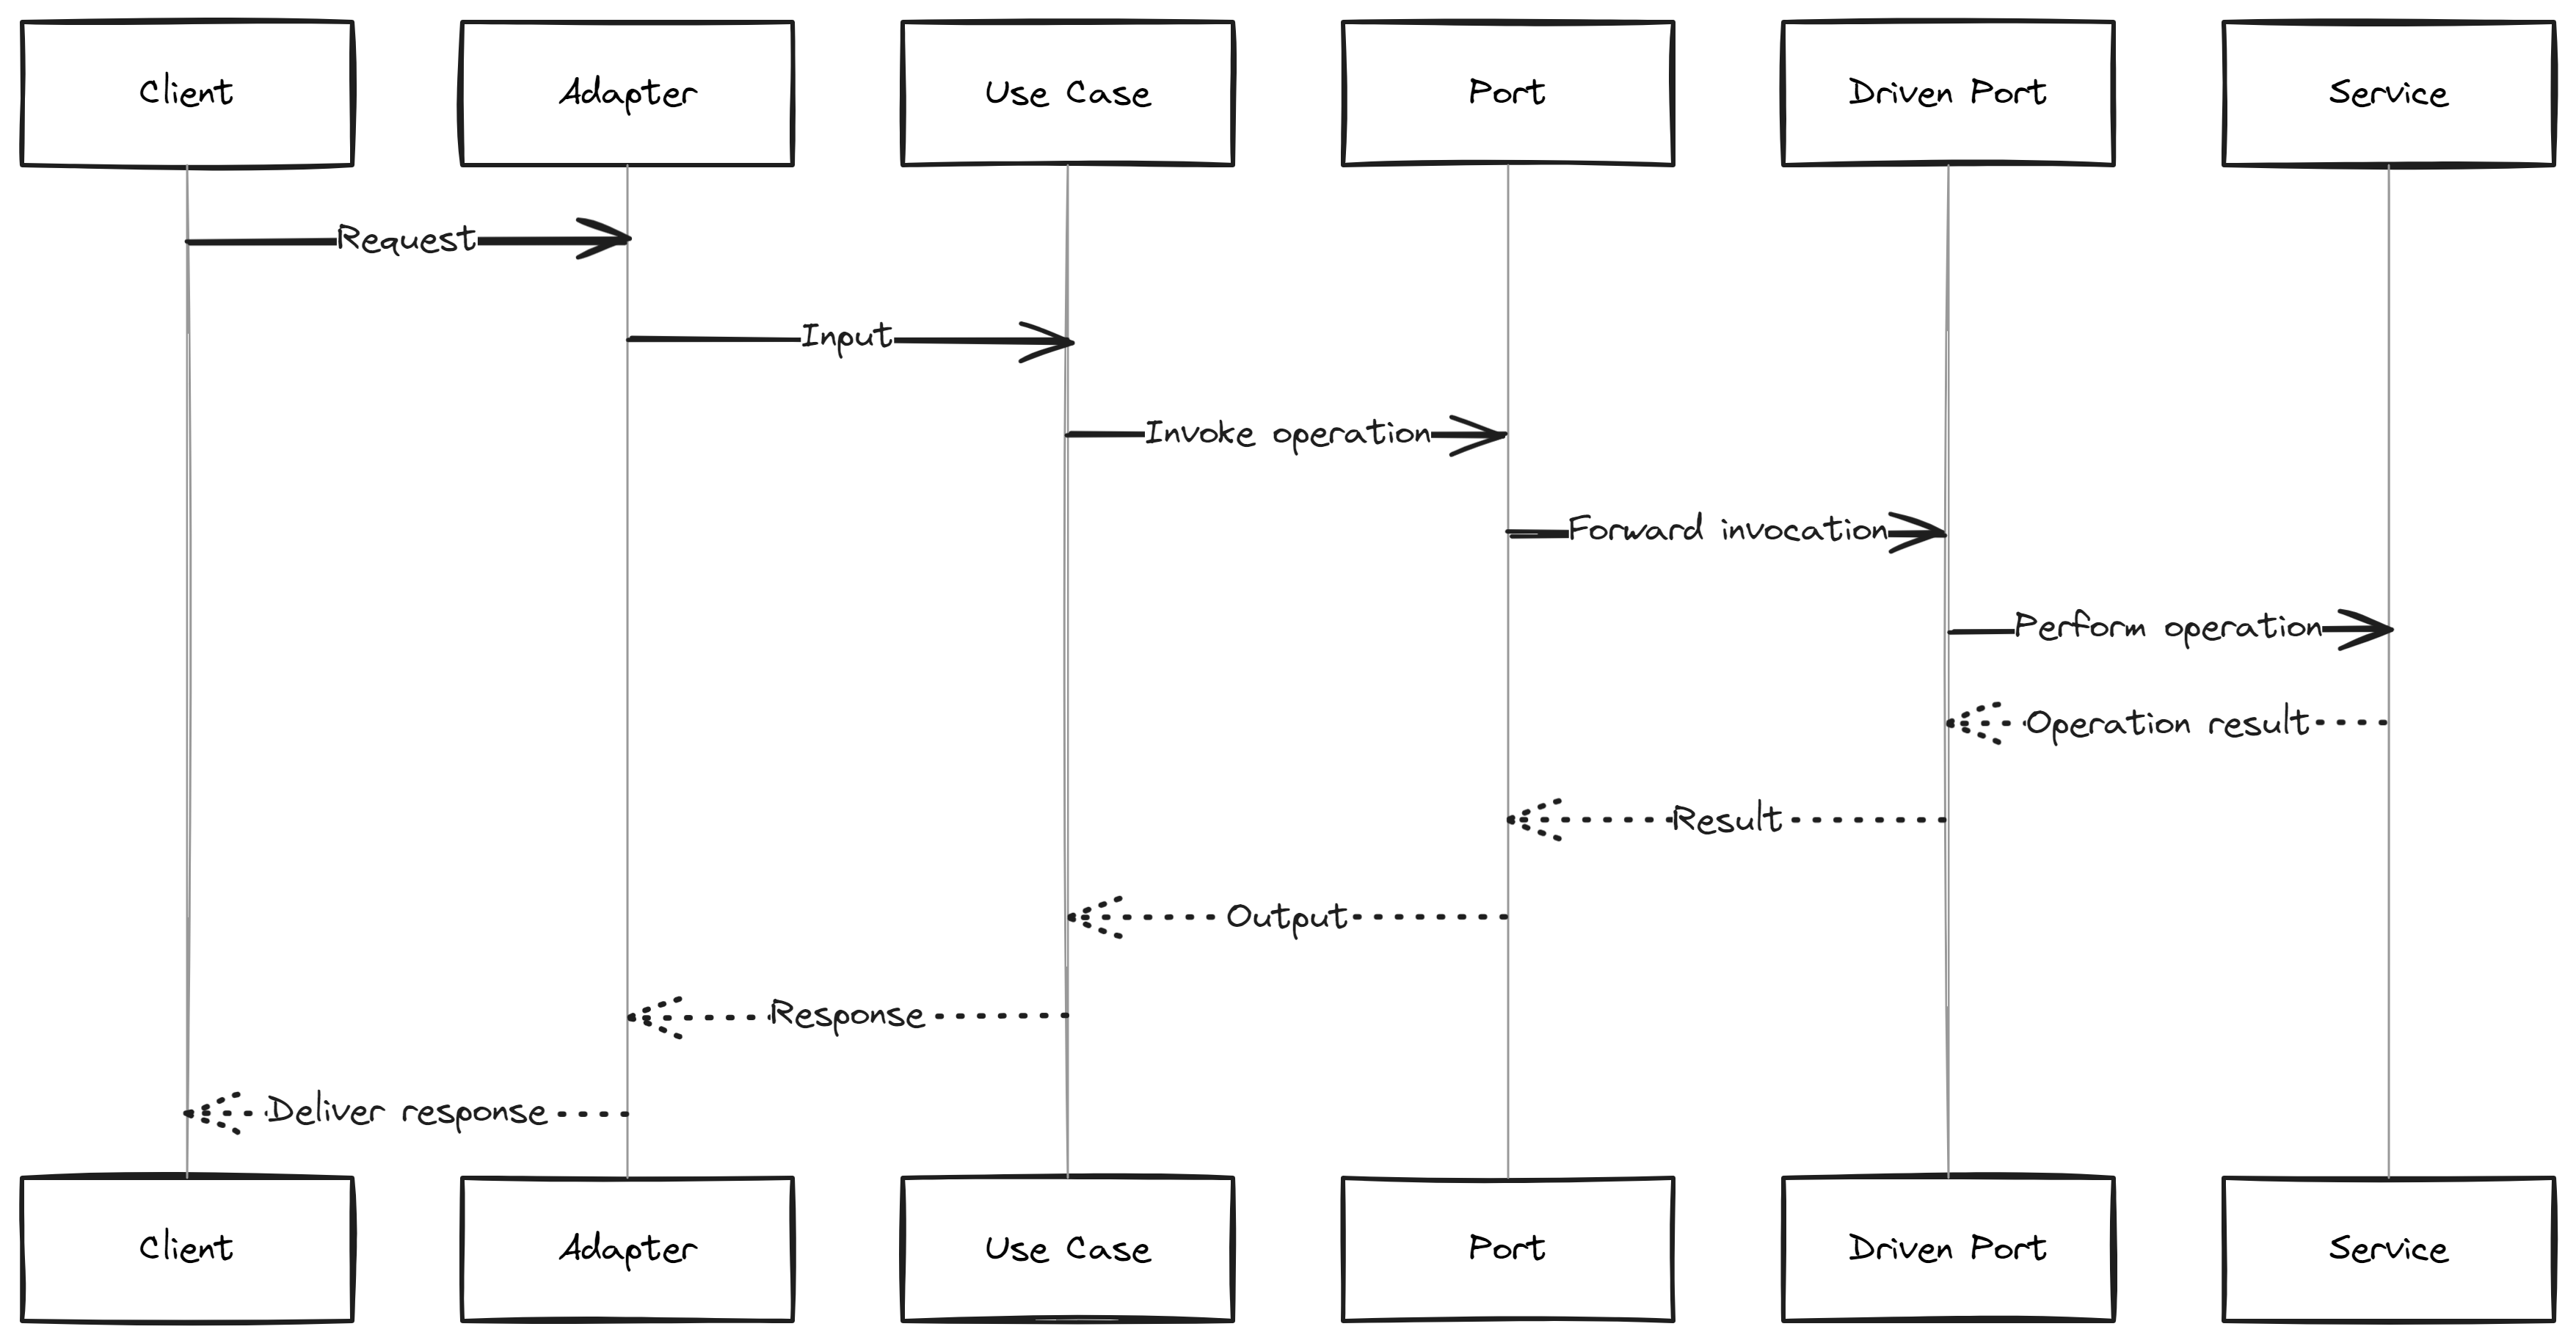 Client
Adapter
Use Case
Port
Driven Port
Service
Request
Input
Invoke operation
Forward invocation
Perform operation
Operation result
Result
Output
Response
Deliver response
Client
Adapter
Use Case
Port
Driven Port
Service